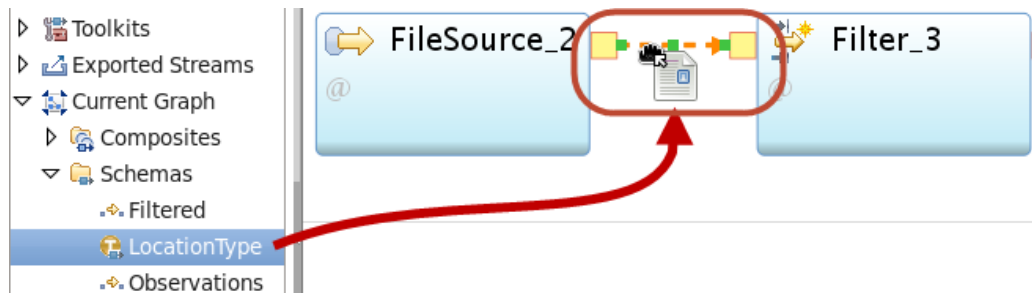 Toolkits
Exported Streams
Current Graph
Composites
Schemas
Filtered
LocationType
Observations
FileSource_2
@
Filter_3
@